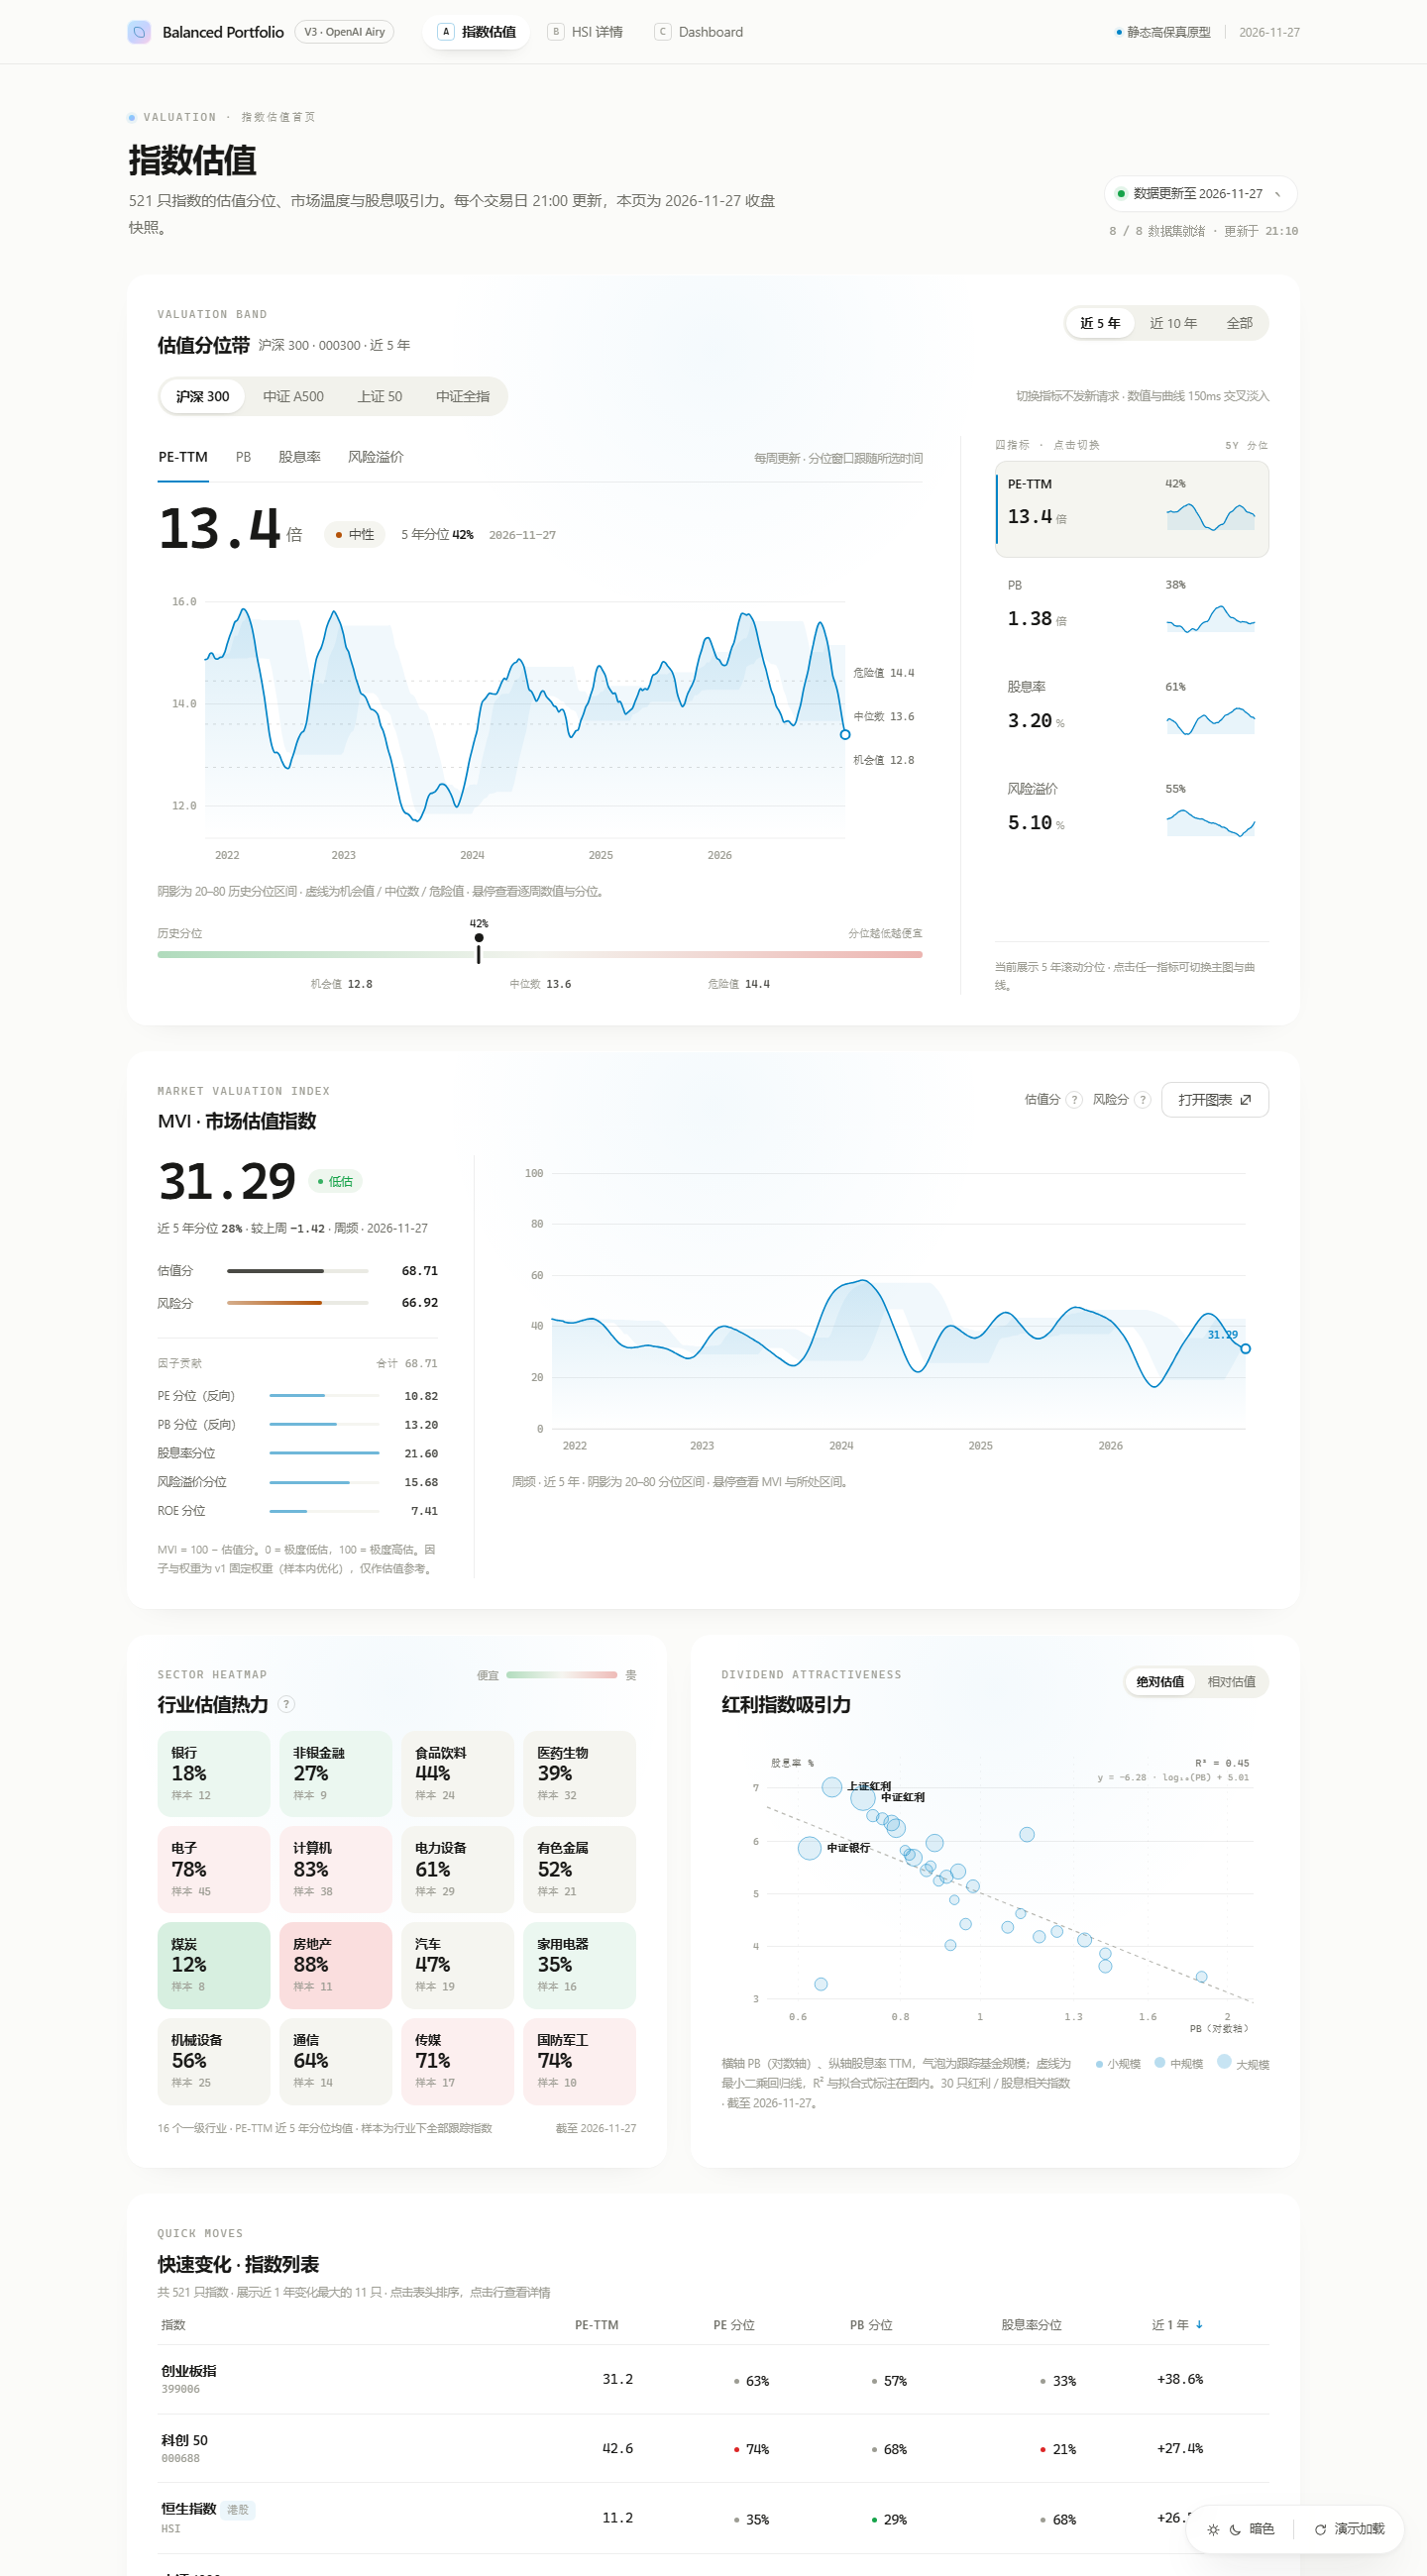 Balanced Portfolio V3 · OpenAI Airy A 指数估值 B HSI 详情 C Dashboard 静态高保真原型 2026-11-27
VALUATION · 指数估值首页
指数估值
521 只指数的估值分位、市场温度与股息吸引力。每个交易日 21:00 更新，本页为 2026-11-27 收盘
快照。
数据更新至 2026-11-27
8 / 8 数据集就绪 · 更新于 21:10
VALUATION BAND
估值分位带 沪深 300 · 000300 · 近 5 年
近 5 年 近 10 年 全部
沪深 300 中证 A500 上证 50 中证全指
切换指标不发新请求 · 数值与曲线 150ms 交叉淡入
PE-TTM PB 股息率 风险溢价
每周更新 · 分位窗口跟随所选时间
13.4 倍 中性 5 年分位 42% 2026-11-27
16.0
14.0
12.0
危险值 14.4
中位数 13.6
机会值 12.8
2022 2023 2024 2025 2026
阴影为 20–80 历史分位区间 · 虚线为机会值 / 中位数 / 危险值 · 悬停查看逐周数值与分位。
42%
历史分位 分位越低越便宜
机会值 12.8 中位数 13.6 危险值 14.4
四指标 · 点击切换 5Y 分位
PE-TTM 42%
13.4 倍
PB 38%
1.38 倍
股息率 61%
3.20 %
风险溢价 55%
5.10 %
当前展示 5 年滚动分位 · 点击任一指标可切换主图与曲
线。
MARKET VALUATION INDEX
MVI · 市场估值指数
估值分 ? 风险分 ? 打开图表
31.29 低估
近 5 年分位 28% · 较上周 −1.42 · 周频 · 2026-11-27
估值分 68.71
风险分 66.92
因子贡献 合计 68.71
PE 分位（反向） 10.82
PB 分位（反向） 13.20
股息率分位 21.60
风险溢价分位 15.68
ROE 分位 7.41
MVI = 100 − 估值分。0 = 极度低估，100 = 极度高估。因
子与权重为 v1 固定权重（样本内优化），仅作估值参考。
100
80
60
40
20
0
31.29
2022 2023 2024 2025 2026
周频 · 近 5 年 · 阴影为 20–80 分位区间 · 悬停查看 MVI 与所处区间。
SECTOR HEATMAP
便宜 贵
行业估值热力 ?
银行 非银金融 食品饮料 医药生物
18% 27% 44% 39%
样本 12 样本 9 样本 24 样本 32
电子 计算机 电力设备 有色金属
78% 83% 61% 52%
样本 45 样本 38 样本 29 样本 21
煤炭 房地产 汽车 家用电器
12% 88% 47% 35%
样本 8 样本 11 样本 19 样本 16
机械设备 通信 传媒 国防军工
56% 64% 71% 74%
样本 25 样本 14 样本 17 样本 10
16 个一级行业 · PE-TTM 近 5 年分位均值 · 样本为行业下全部跟踪指数 截至 2026-11-27
DIVIDEND ATTRACTIVENESS
红利指数吸引力
绝对估值 相对估值
股息率 % R² = 0.45
y = −6.28 · log₁₀(PB) + 5.01
7
6
5
4
3
上证红利
中证红利
中证银行
0.6 0.8 1 1.3 1.6 2
PB（对数轴）
横轴 PB（对数轴）、纵轴股息率 TTM，气泡为跟踪基金规模；虚线为
最小二乘回归线，R² 与拟合式标注在图内。30 只红利 / 股息相关指数
· 截至 2026-11-27。
小规模 中规模 大规模
QUICK MOVES
快速变化 · 指数列表
共 521 只指数 · 展示近 1 年变化最大的 11 只 · 点击表头排序，点击行查看详情
指数 PE-TTM PE 分位 PB 分位 股息率分位 近 1 年 ↓
创业板指 31.2 63% 57% 33% +38.6%
399006
科创 50 42.6 74% 68% 21% +27.4%
000688
恒生指数 港股 11.2 35% 29% 68% +26.
HSI
暗色 演示加载